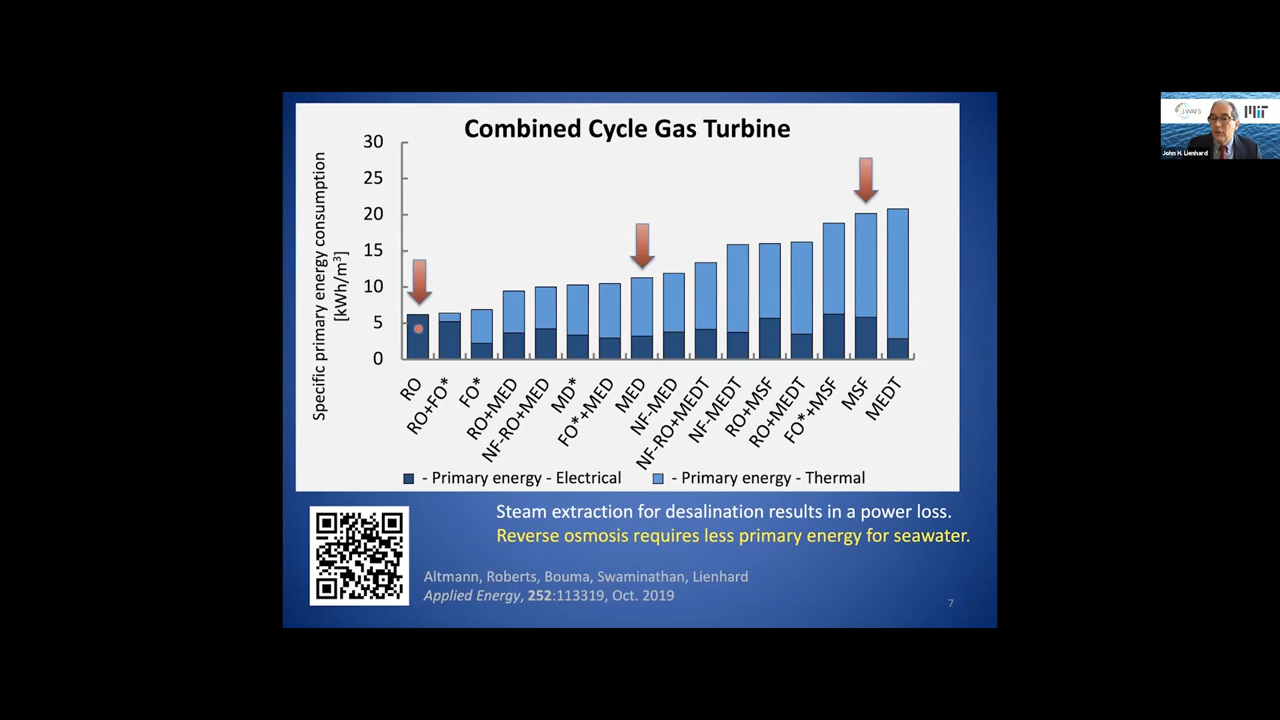 Combined Cycle Gas Turbine
Specific primary energy consumption
[kWh/m³]
30
25
20
15
10
5
0
RO
RO+FO*
FO*
RO+MED
NF-RO+MED
MD*
FO*+MED
MED
NF-MED
NF-RO+MEDT
NF-MEDT
RO+MSF
RO+MEDT
FO*+MSF
MSF
MEDT
- Primary energy - Electrical
- Primary energy - Thermal
Steam extraction for desalination results in a power loss.
Reverse osmosis requires less primary energy for seawater.
Altmann, Roberts, Bouma, Swaminathan, Lienhard
Applied Energy, 252:113319, Oct. 2019
7
J-WAFS
MIT
John H. Lienhard